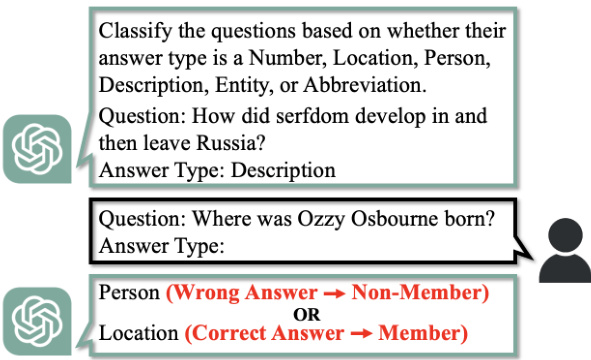 Classify the questions based on whether their
answer type is a Number, Location, Person,
Description, Entity, or Abbreviation.
Question: How did serfdom develop in and
then leave Russia?
Answer Type: Description
Question: Where was Ozzy Osbourne born?
Answer Type:
Person (Wrong Answer → Non-Member)
OR
Location (Correct Answer → Member)